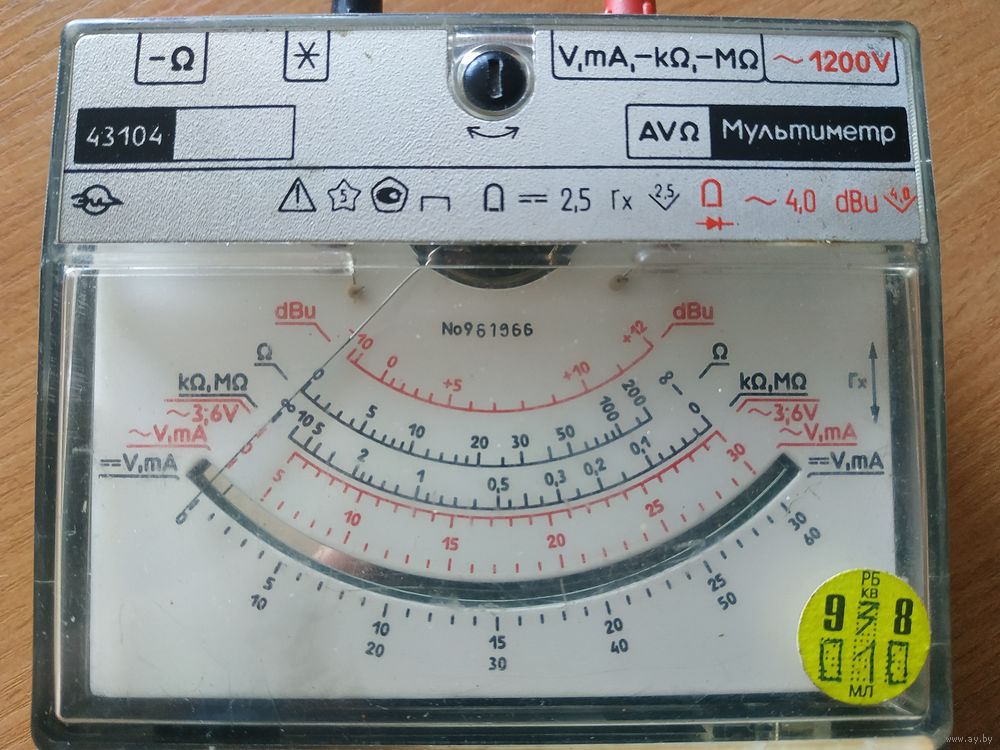 -Ω
V,mA,-kΩ,-MΩ
~1200V
43104
AVΩ Мультиметр
5 2,5 Гх 2,5 ~4,0 dBu 4,0
dBu
dBu
№961966
-10 0 +5 +10 +12
Ω
Ω
0 5 10 20 30 50 100 200 ∞
kΩ,MΩ
kΩ,MΩ
∞ 10 5 2 1 0,5 0,3 0,2 0,1 0
~3;6V
~3;6V
~V,mA
~V,mA
0 5 10 15 20 25 30
==V,mA
==V,mA
Гх
0 5 10 15 20 25 30
10 20 30 40 50 60
РБ
КВ
9 8
МЛ
www.ay.by